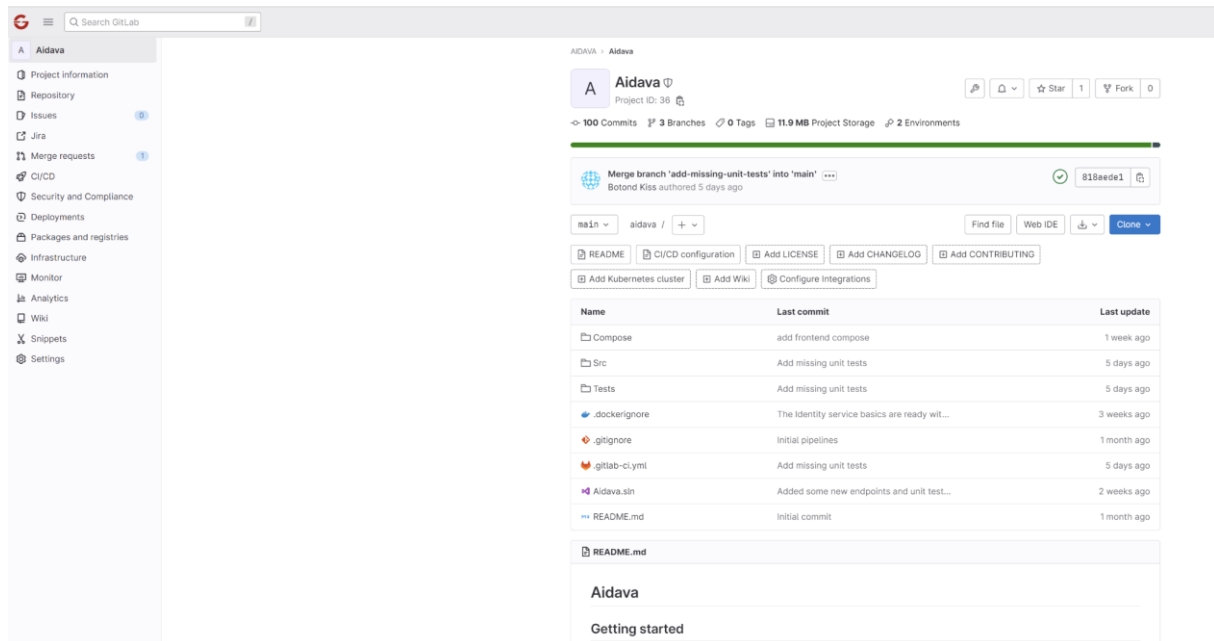 Search GitLab /
A Aidava
Project information
Repository
Issues 0
Jira
Merge requests 1
CI/CD
Security and Compliance
Deployments
Packages and registries
Infrastructure
Monitor
Analytics
Wiki
Snippets
Settings
AIDAVA > Aidava
A
Aidava
Project ID: 36
Star 1
Fork 0
100 Commits 3 Branches 0 Tags 11.9 MB Project Storage 2 Environments
Merge branch 'add-missing-unit-tests' into 'main'
Botond Kiss authored 5 days ago
818aede1
main aidava / +
Find file Web IDE Clone
README CI/CD configuration Add LICENSE Add CHANGELOG Add CONTRIBUTING
Add Kubernetes cluster Add Wiki Configure Integrations
Name Last commit Last update
Compose add frontend compose 1 week ago
Src Add missing unit tests 5 days ago
Tests Add missing unit tests 5 days ago
.dockerignore The Identity service basics are ready wit... 3 weeks ago
.gitignore Initial pipelines 1 month ago
.gitlab-ci.yml Add missing unit tests 5 days ago
Aidava.sln Added some new endpoints and unit test... 2 weeks ago
README.md Initial commit 1 month ago
README.md
Aidava
Getting started